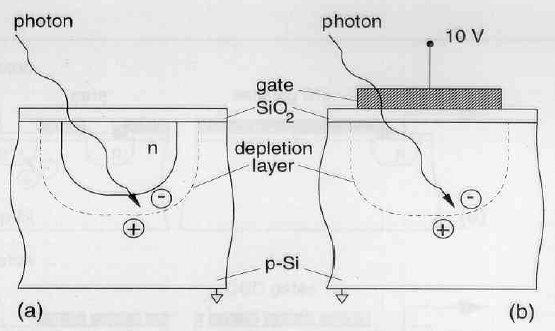 photon
photon
10 V
gate
SiO2
n
depletion
layer
-
-
+
+
p-Si
(a)
(b)